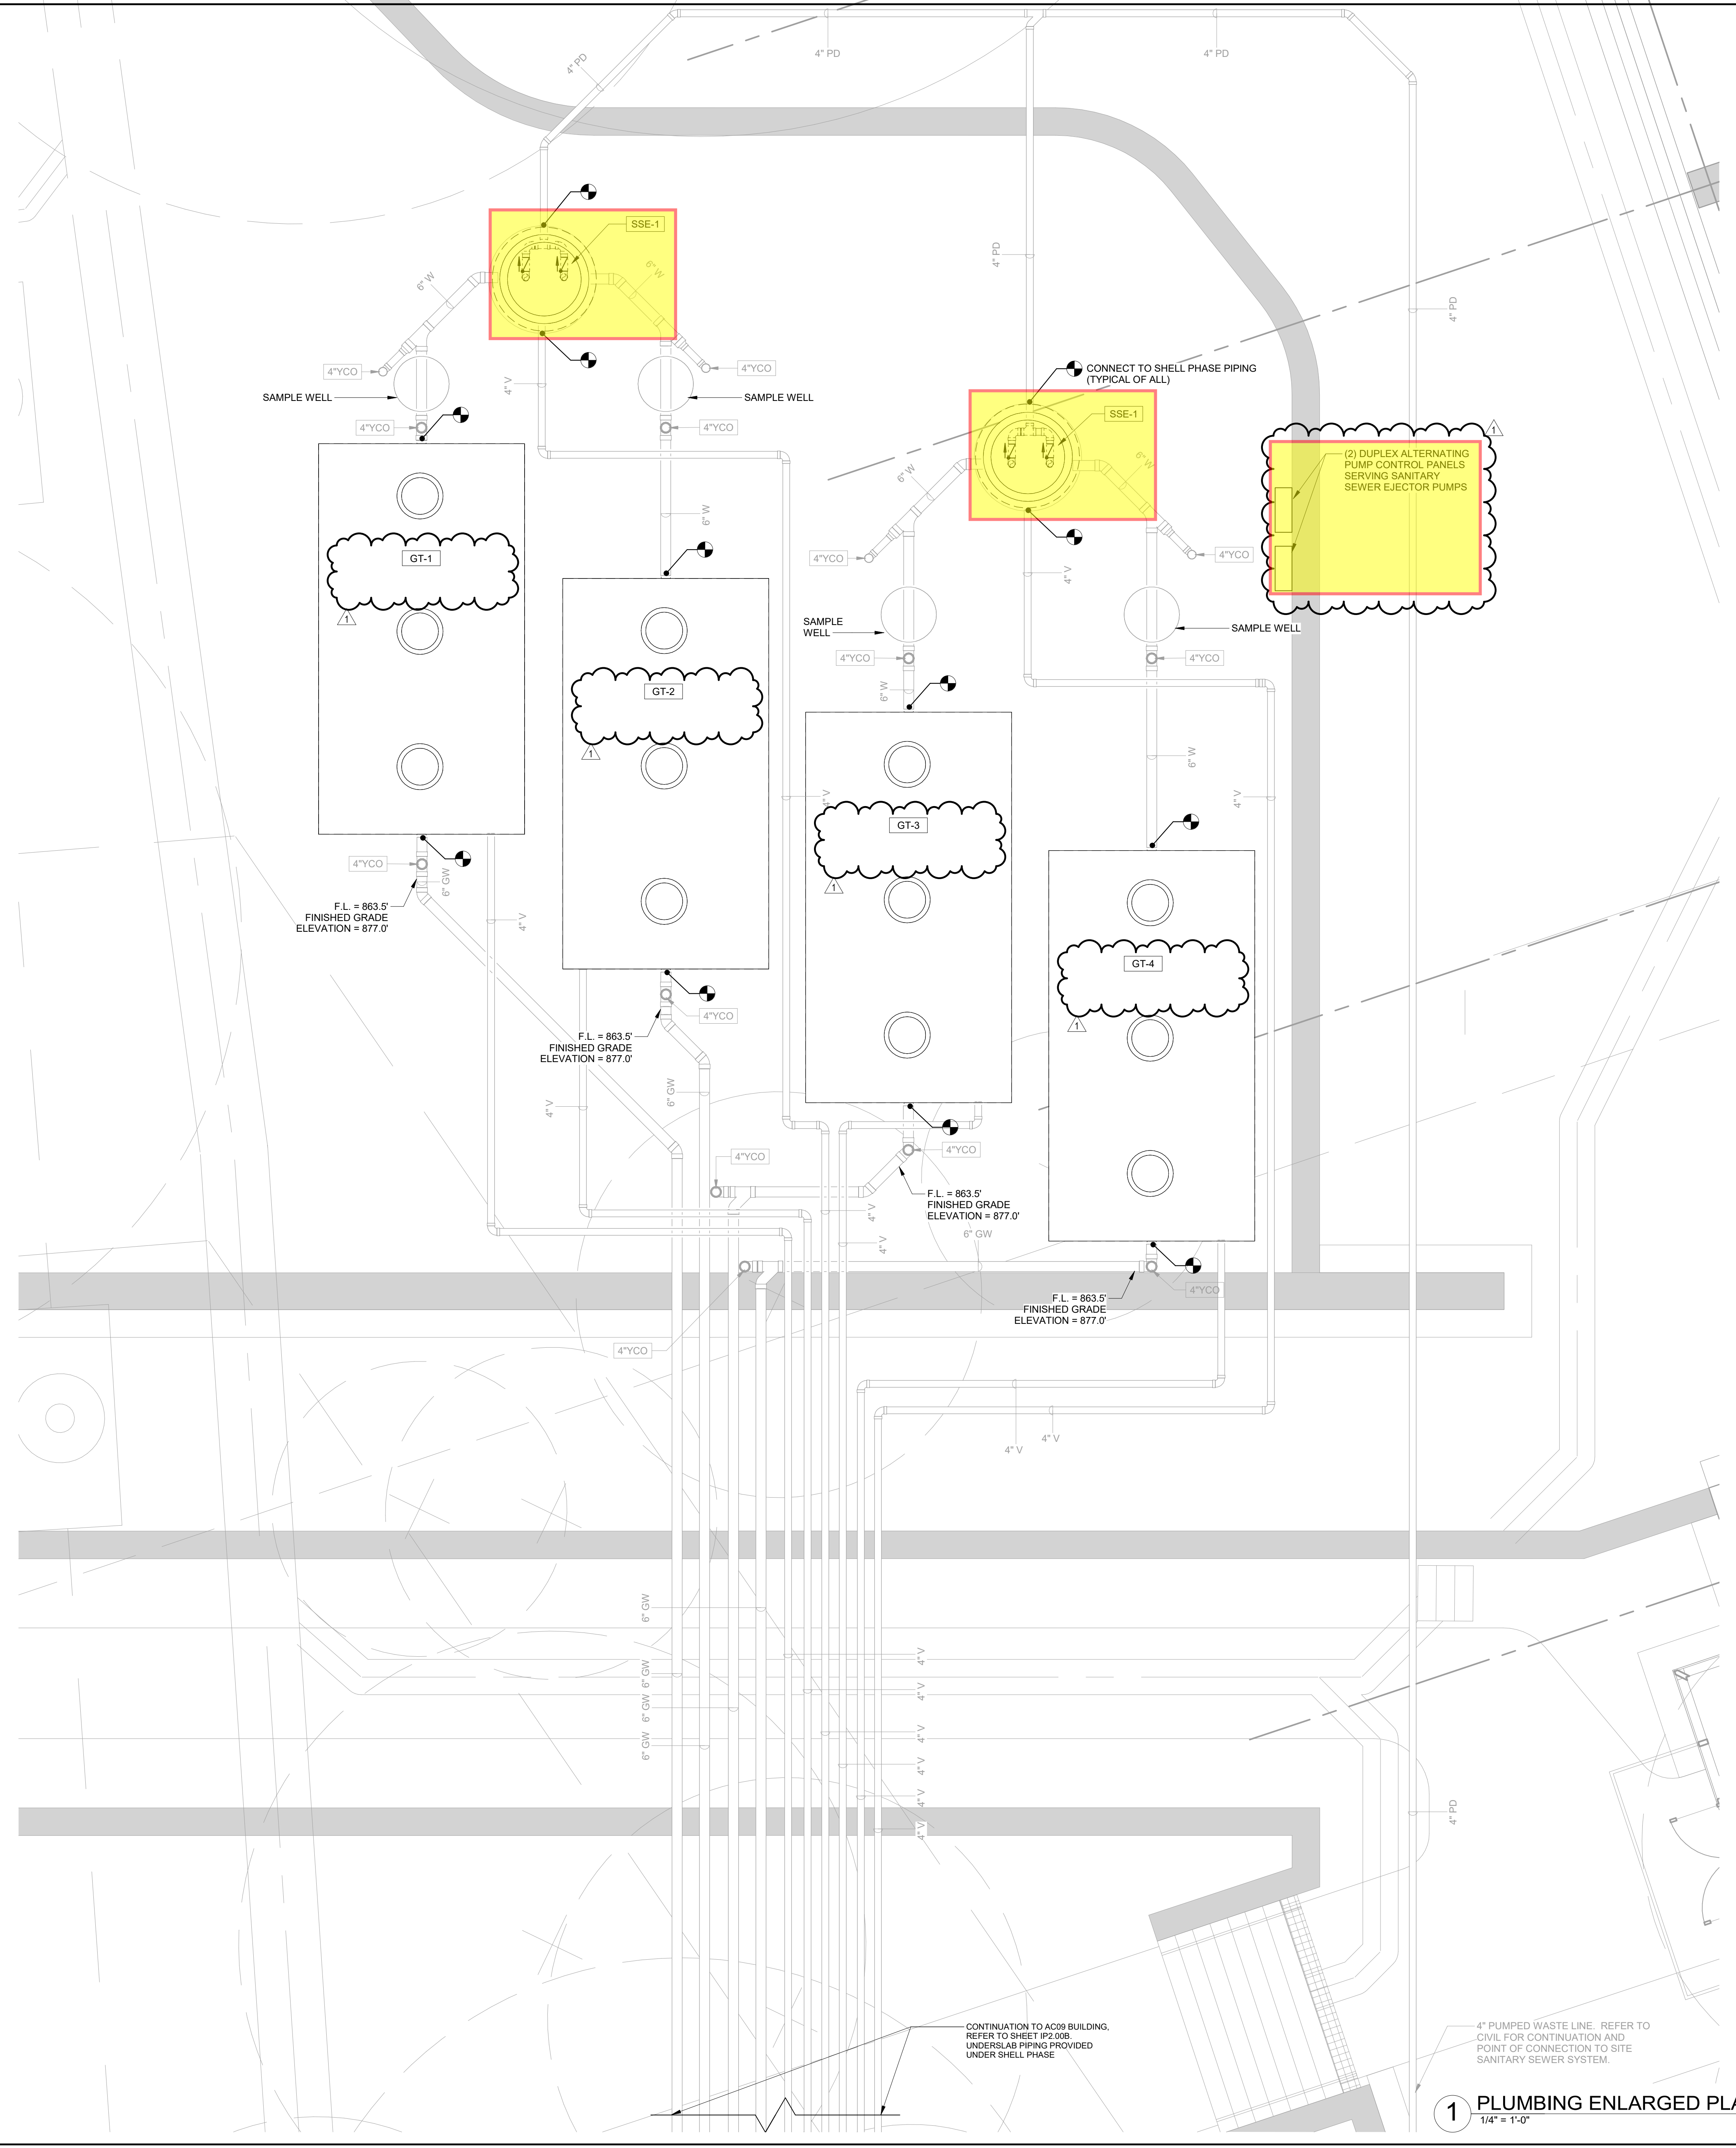 4" PD
4" PD
4" PD
SSE-1
6" W
6" W
4" PD
4" PD
4"YCO
4"YCO
4" V
SAMPLE WELL
SAMPLE WELL
CONNECT TO SHELL PHASE PIPING
(TYPICAL OF ALL)
SSE-1
4"YCO
4"YCO
6" W
6" W
1
(2) DUPLEX ALTERNATING
PUMP CONTROL PANELS
SERVING SANITARY
SEWER EJECTOR PUMPS
6" W
GT-1
1
4"YCO
4"YCO
4" V
SAMPLE
WELL
SAMPLE WELL
4"YCO
4"YCO
GT-2
1
6" W
6" W
4" V
4" V
GT-3
1
4"YCO
6" GW
F.L. = 863.5'
FINISHED GRADE
ELEVATION = 877.0'
4" V
GT-4
1
4"YCO
F.L. = 863.5'
FINISHED GRADE
ELEVATION = 877.0'
6" GW
4" V
4"YCO
4"YCO
F.L. = 863.5'
FINISHED GRADE
ELEVATION = 877.0'
4" V
6" GW
4" V
4"YCO
F.L. = 863.5'
FINISHED GRADE
ELEVATION = 877.0'
4"YCO
4" V
4" V
6" GW
6" GW
6" GW
6" GW
4" V
4" V
4" V
4" V
4" V
4" V
4" PD
CONTINUATION TO AC09 BUILDING,
REFER TO SHEET IP2.00B.
UNDERSLAB PIPING PROVIDED
UNDER SHELL PHASE
4" PUMPED WASTE LINE. REFER TO
CIVIL FOR CONTINUATION AND
POINT OF CONNECTION TO SITE
SANITARY SEWER SYSTEM.
1
PLUMBING ENLARGED PLA
1/4" = 1'-0"